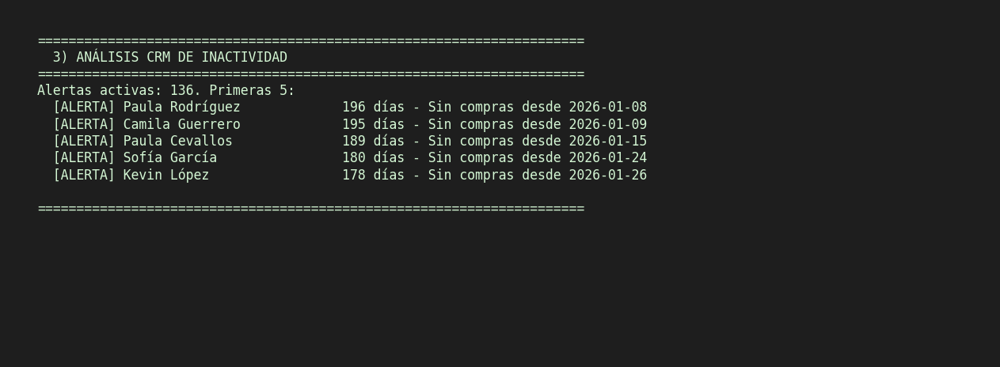 ======================================================================
  3) ANÁLISIS CRM DE INACTIVIDAD
======================================================================
Alertas activas: 136. Primeras 5:
  [ALERTA] Paula Rodríguez             196 días - Sin compras desde 2026-01-08
  [ALERTA] Camila Guerrero             195 días - Sin compras desde 2026-01-09
  [ALERTA] Paula Cevallos              189 días - Sin compras desde 2026-01-15
  [ALERTA] Sofía García                180 días - Sin compras desde 2026-01-24
  [ALERTA] Kevin López                 178 días - Sin compras desde 2026-01-26

======================================================================